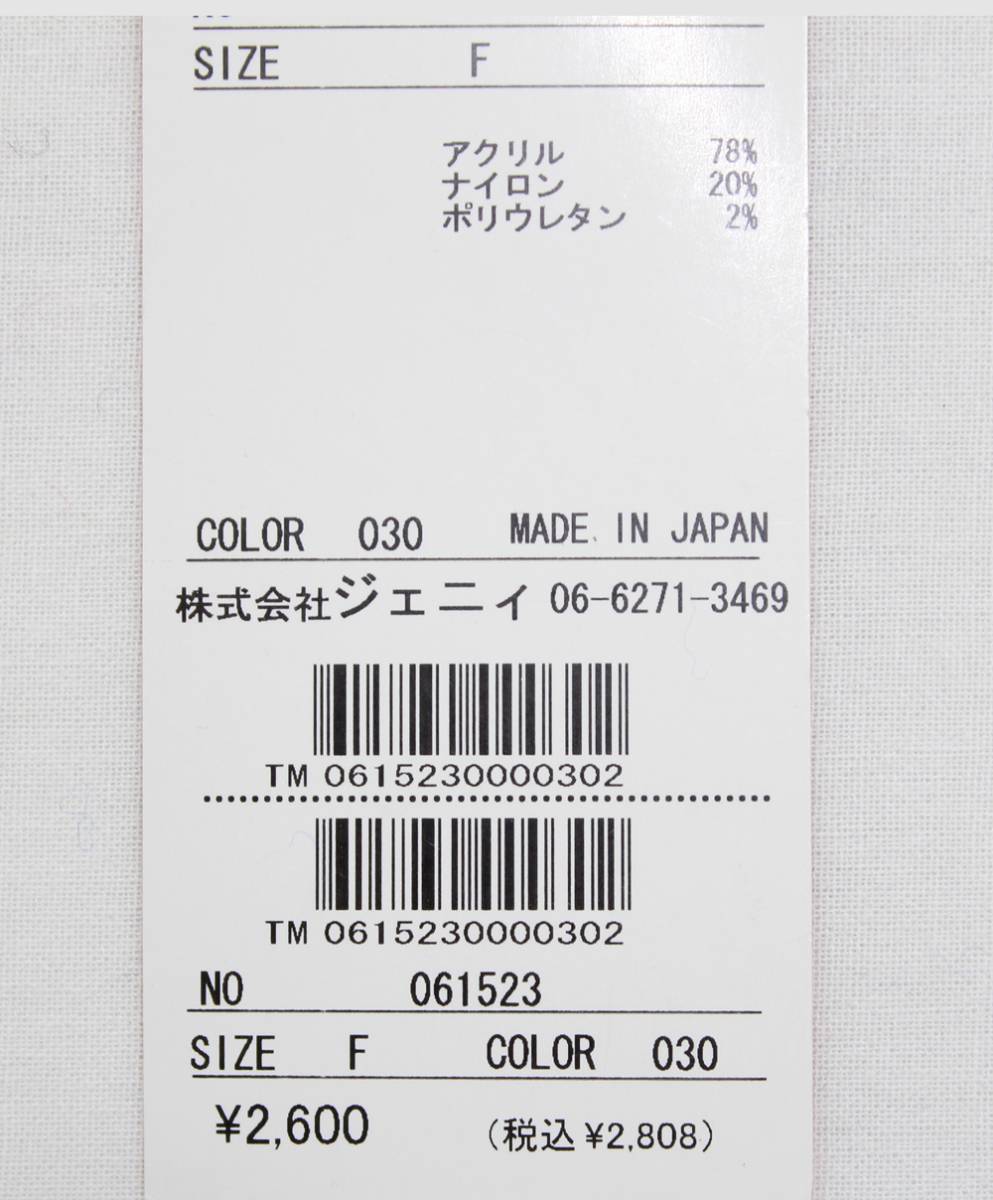 SIZE F
アクリル 78%
ナイロン 20%
ポリウレタン 2%
COLOR 030 MADE IN JAPAN
株式会社ジェニィ 06-6271-3469
TM 0615230000302
TM 0615230000302
NO 061523
SIZE F COLOR 030
¥2,600 (税込¥2,808)